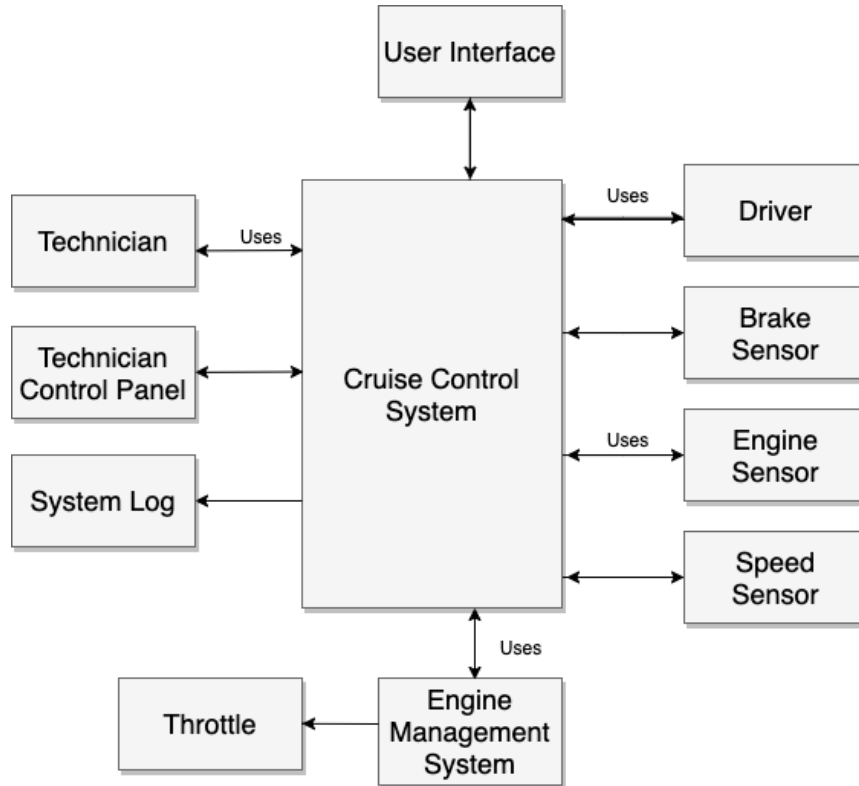 User Interface
Uses
Driver
Technician
Uses
Brake
Sensor
Technician
Control Panel
Cruise Control
System
Uses
Engine
Sensor
System Log
Speed
Sensor
Uses
Throttle
Engine
Management
System